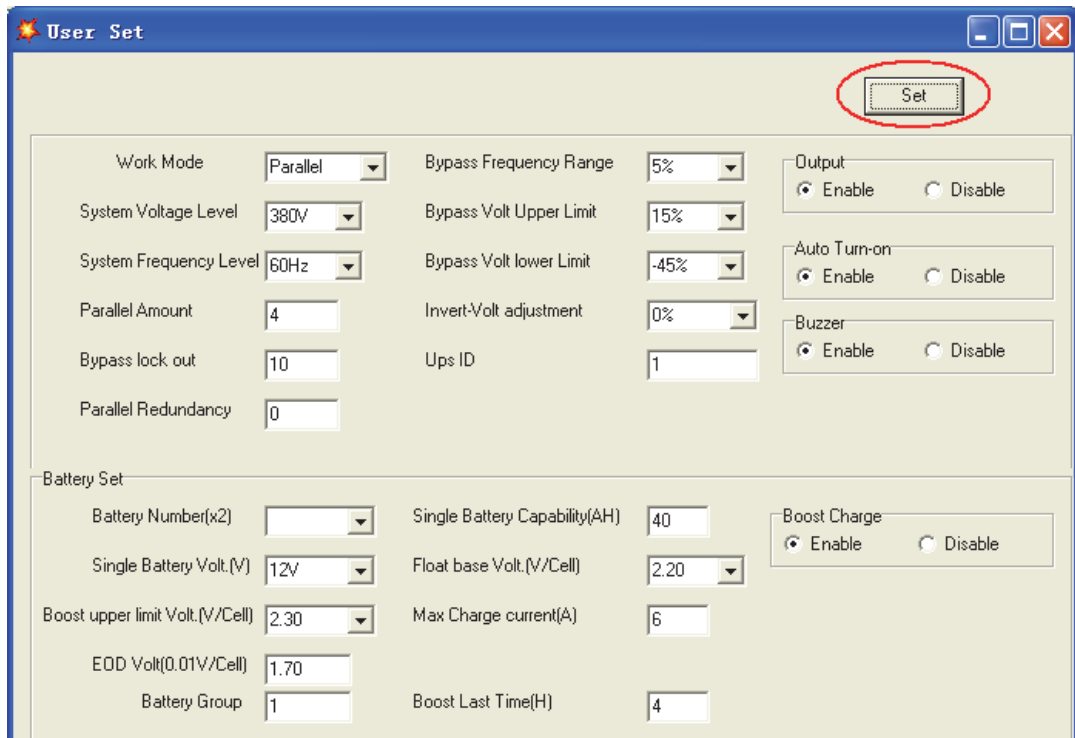 User Set
Set
Work Mode Parallel Bypass Frequency Range 5% Output
Enable Disable
System Voltage Level 380V Bypass Volt Upper Limit 15%
System Frequency Level 60Hz Bypass Volt lower Limit -45% Auto Turn-on
Enable Disable
Parallel Amount 4 Invert-Volt adjustment 0% Buzzer
Enable Disable
Bypass lock out 10 Ups ID 1
Parallel Redundancy 0
Battery Set
Battery Number(x2) Single Battery Capability(AH) 40 Boost Charge
Enable Disable
Single Battery Volt.(V) 12V Float base Volt.(V/Cell) 2.20
Boost upper limit Volt.(V/Cell) 2.30 Max Charge current(A) 6
EOD Volt(0.01V/Cell) 1.70
Battery Group 1 Boost Last Time(H) 4